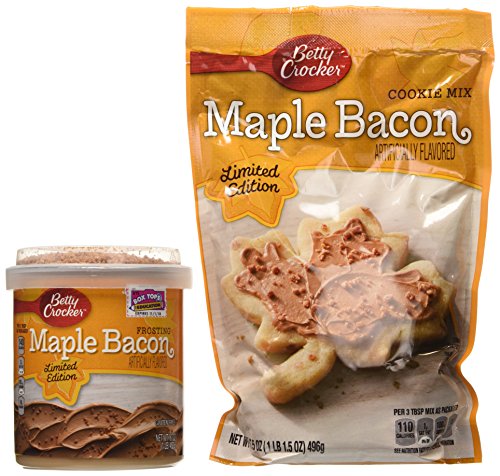 Betty
Crocker
COOKIE MIX
Maple Bacon
ARTIFICIALLY FLAVORED
Limited
Edition
PER 3 TBSP MIX AS PACKAGED
110
CALORIES
NET WT 17.5 OZ (1 LB 1.5 OZ) 496g
Betty
Crocker
BOX TOPS
EDUCATION
FROSTING
Maple Bacon
ARTIFICIALLY FLAVORED
Limited
Edition